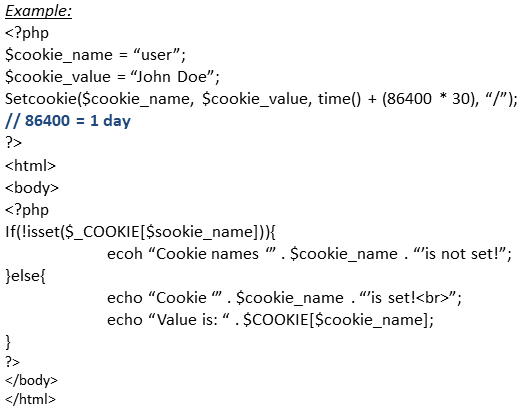 Example:
<?php
$cookie_name = “user”;
$cookie_value = “John Doe”;
Setcookie($cookie_name, $cookie_value, time() + (86400 * 30), “/”);
// 86400 = 1 day
?>
<html>
<body>
<?php
If(!isset($_COOKIE[$sookie_name])){
ecoh “Cookie names ‘” . $cookie_name . “‘is not set!”;
}else{
echo “Cookie ‘” . $cookie_name . “‘is set!<br>”;
echo “Value is: “ . $COOKIE[$cookie_name];
}
?>
</body>
</html>